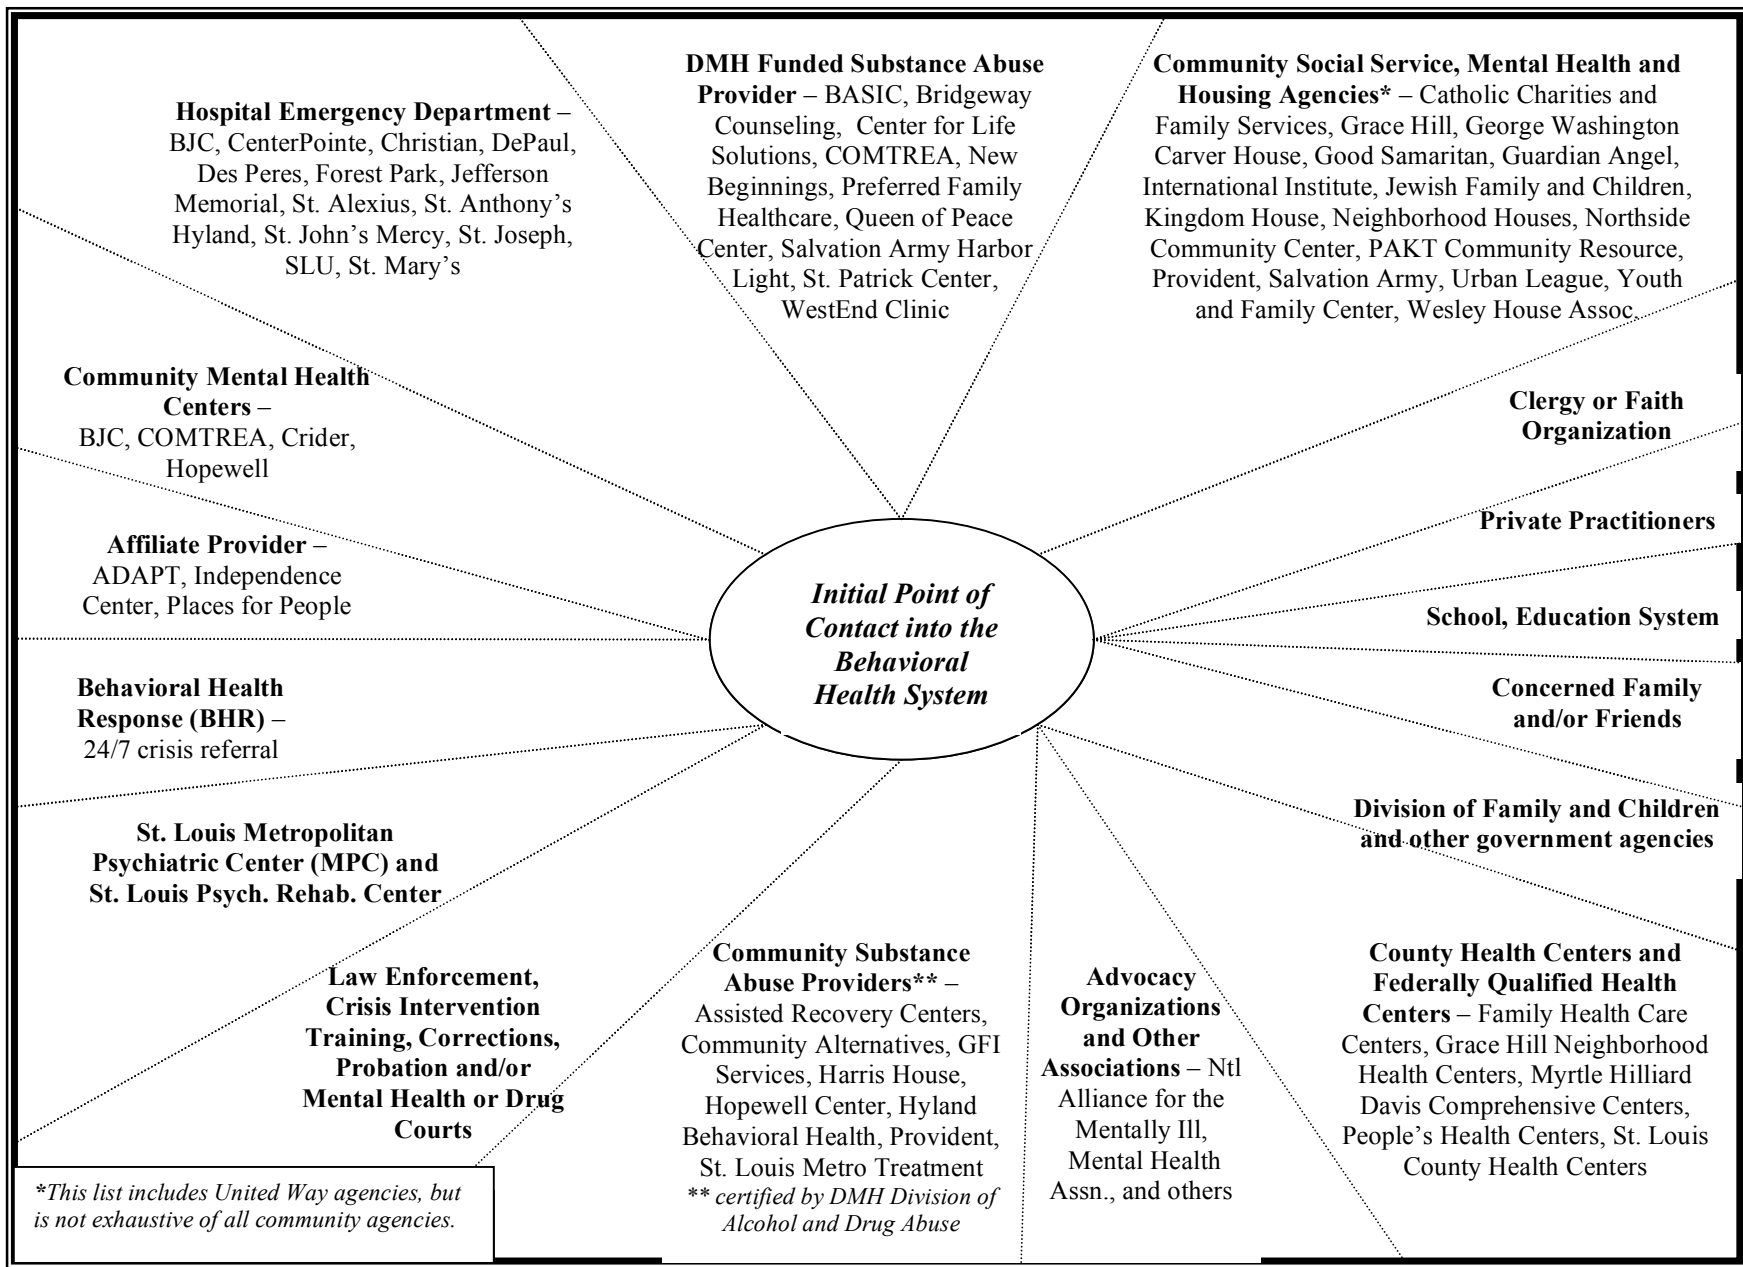 Hospital Emergency Department –
BJC, CenterPointe, Christian, DePaul,
Des Peres, Forest Park, Jefferson
Memorial, St. Alexius, St. Anthony’s
Hyland, St. John’s Mercy, St. Joseph,
SLU, St. Mary’s
DMH Funded Substance Abuse
Provider – BASIC, Bridgeway
Counseling, Center for Life
Solutions, COMTREA, New
Beginnings, Preferred Family
Healthcare, Queen of Peace
Center, Salvation Army Harbor
Light, St. Patrick Center,
WestEnd Clinic
Community Social Service, Mental Health and
Housing Agencies* – Catholic Charities and
Family Services, Grace Hill, George Washington
Carver House, Good Samaritan, Guardian Angel,
International Institute, Jewish Family and Children,
Kingdom House, Neighborhood Houses, Northside
Community Center, PAKT Community Resource,
Provident, Salvation Army, Urban League, Youth
and Family Center, Wesley House Assoc.
Community Mental Health
Centers –
BJC, COMTREA, Crider,
Hopewell
Clergy or Faith
Organization
Private Practitioners
Affiliate Provider –
ADAPT, Independence
Center, Places for People
Initial Point of
Contact into the
Behavioral
Health System
School, Education System
Behavioral Health
Response (BHR) –
24/7 crisis referral
Concerned Family
and/or Friends
St. Louis Metropolitan
Psychiatric Center (MPC) and
St. Louis Psych. Rehab. Center
Division of Family and Children
and other government agencies
Law Enforcement,
Crisis Intervention
Training, Corrections,
Probation and/or
Mental Health or Drug
Courts
Community Substance
Abuse Providers** –
Assisted Recovery Centers,
Community Alternatives, GFI
Services, Harris House,
Hopewell Center, Hyland
Behavioral Health, Provident,
St. Louis Metro Treatment
** certified by DMH Division of
Alcohol and Drug Abuse
Advocacy
Organizations
and Other
Associations – Ntl
Alliance for the
Mentally Ill,
Mental Health
Assn., and others
County Health Centers and
Federally Qualified Health
Centers – Family Health Care
Centers, Grace Hill Neighborhood
Health Centers, Myrtle Hilliard
Davis Comprehensive Centers,
People’s Health Centers, St. Louis
County Health Centers
*This list includes United Way agencies, but
is not exhaustive of all community agencies.